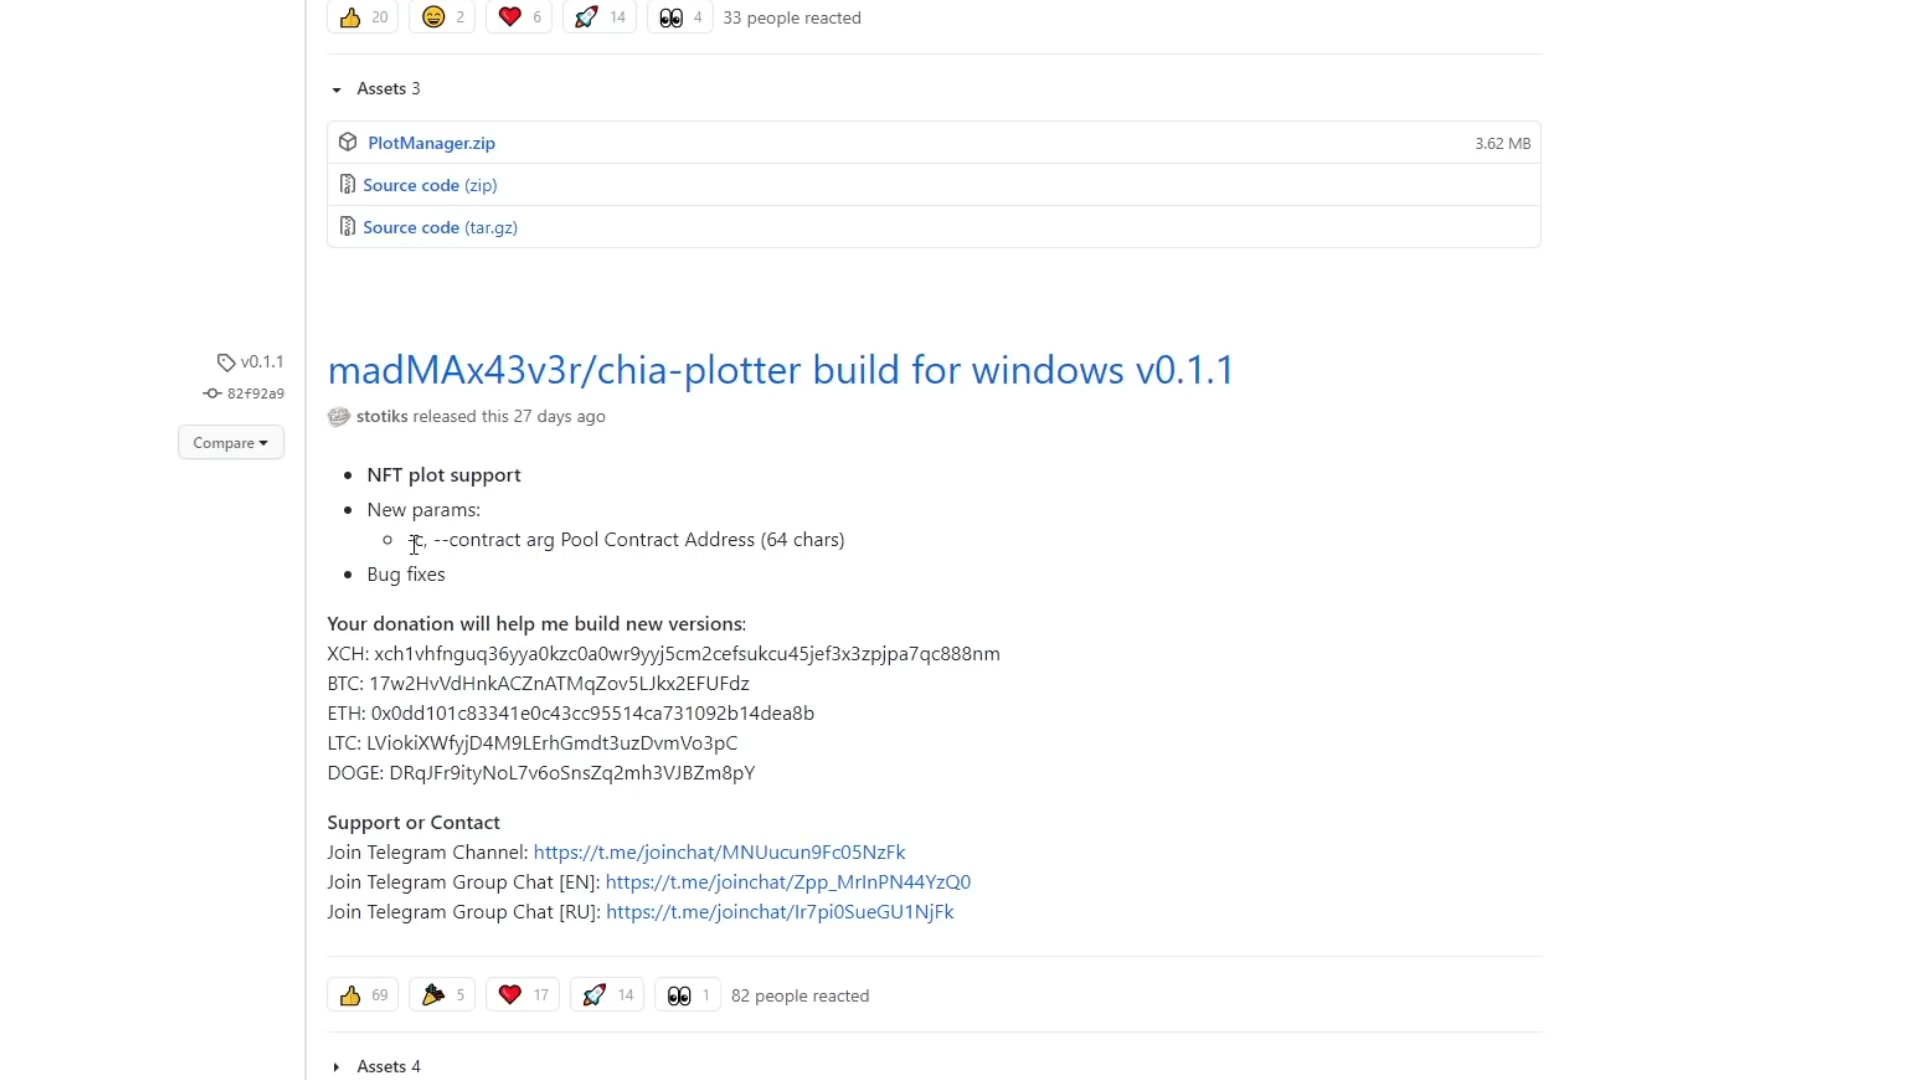 20 2 6 14 4 33 people reacted
Assets 3
PlotManager.zip 3.62 MB
Source code (zip)
Source code (tar.gz)
v0.1.1
82f92a9
Compare
madMAx43v3r/chia-plotter build for windows v0.1.1
stotiks released this 27 days ago
NFT plot support
New params:
-c, --contract arg Pool Contract Address (64 chars)
Bug fixes
Your donation will help me build new versions:
XCH: xch1vhfnguq36yya0kzc0a0wr9yyj5cm2cefsukcu45jef3x3zpjpa7qc888nm
BTC: 17w2HvVdHnkACZnATMqZov5LJkx2EFUFdz
ETH: 0x0dd101c83341e0c43cc95514ca731092b14dea8b
LTC: LViokiXWfyjD4M9LErhGmdt3uzDvmVo3pC
DOGE: DRqJFr9ityNoL7v6oSnsZq2mh3VJBZm8pY
Support or Contact
Join Telegram Channel: https://t.me/joinchat/MNUucun9Fc05NzFk
Join Telegram Group Chat [EN]: https://t.me/joinchat/Zpp_MrInPN44YzQ0
Join Telegram Group Chat [RU]: https://t.me/joinchat/Ir7pi0SueGU1NjFk
69 5 17 14 1 82 people reacted
Assets 4